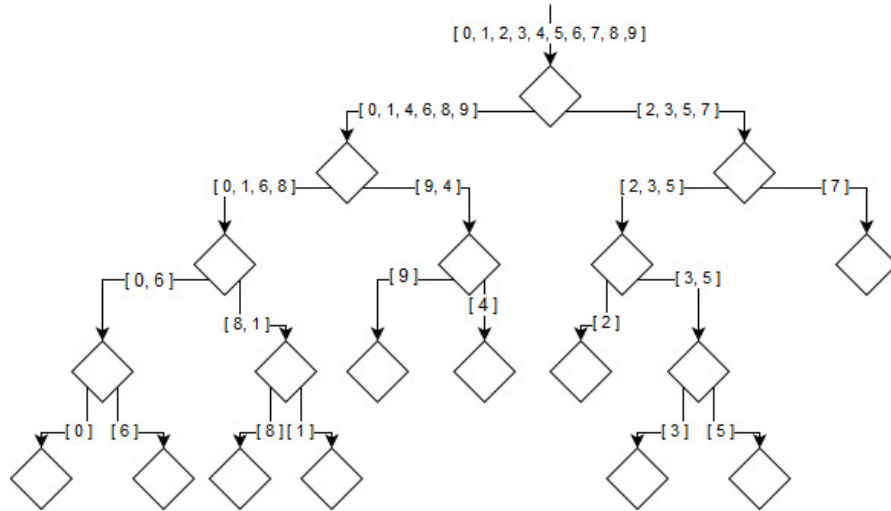 [ 0, 1, 2, 3, 4, 5, 6, 7, 8 ,9 ]
[ 0, 1, 4, 6, 8, 9 ]
[ 2, 3, 5, 7 ]
[ 0, 1, 6, 8 ]
[ 9, 4 ]
[ 2, 3, 5 ]
[ 7 ]
[ 0, 6 ]
[ 8, 1 ]
[ 9 ]
[ 4 ]
[ 2 ]
[ 3, 5 ]
[ 0 ]
[ 6 ]
[ 8 ]
[ 1 ]
[ 3 ]
[ 5 ]